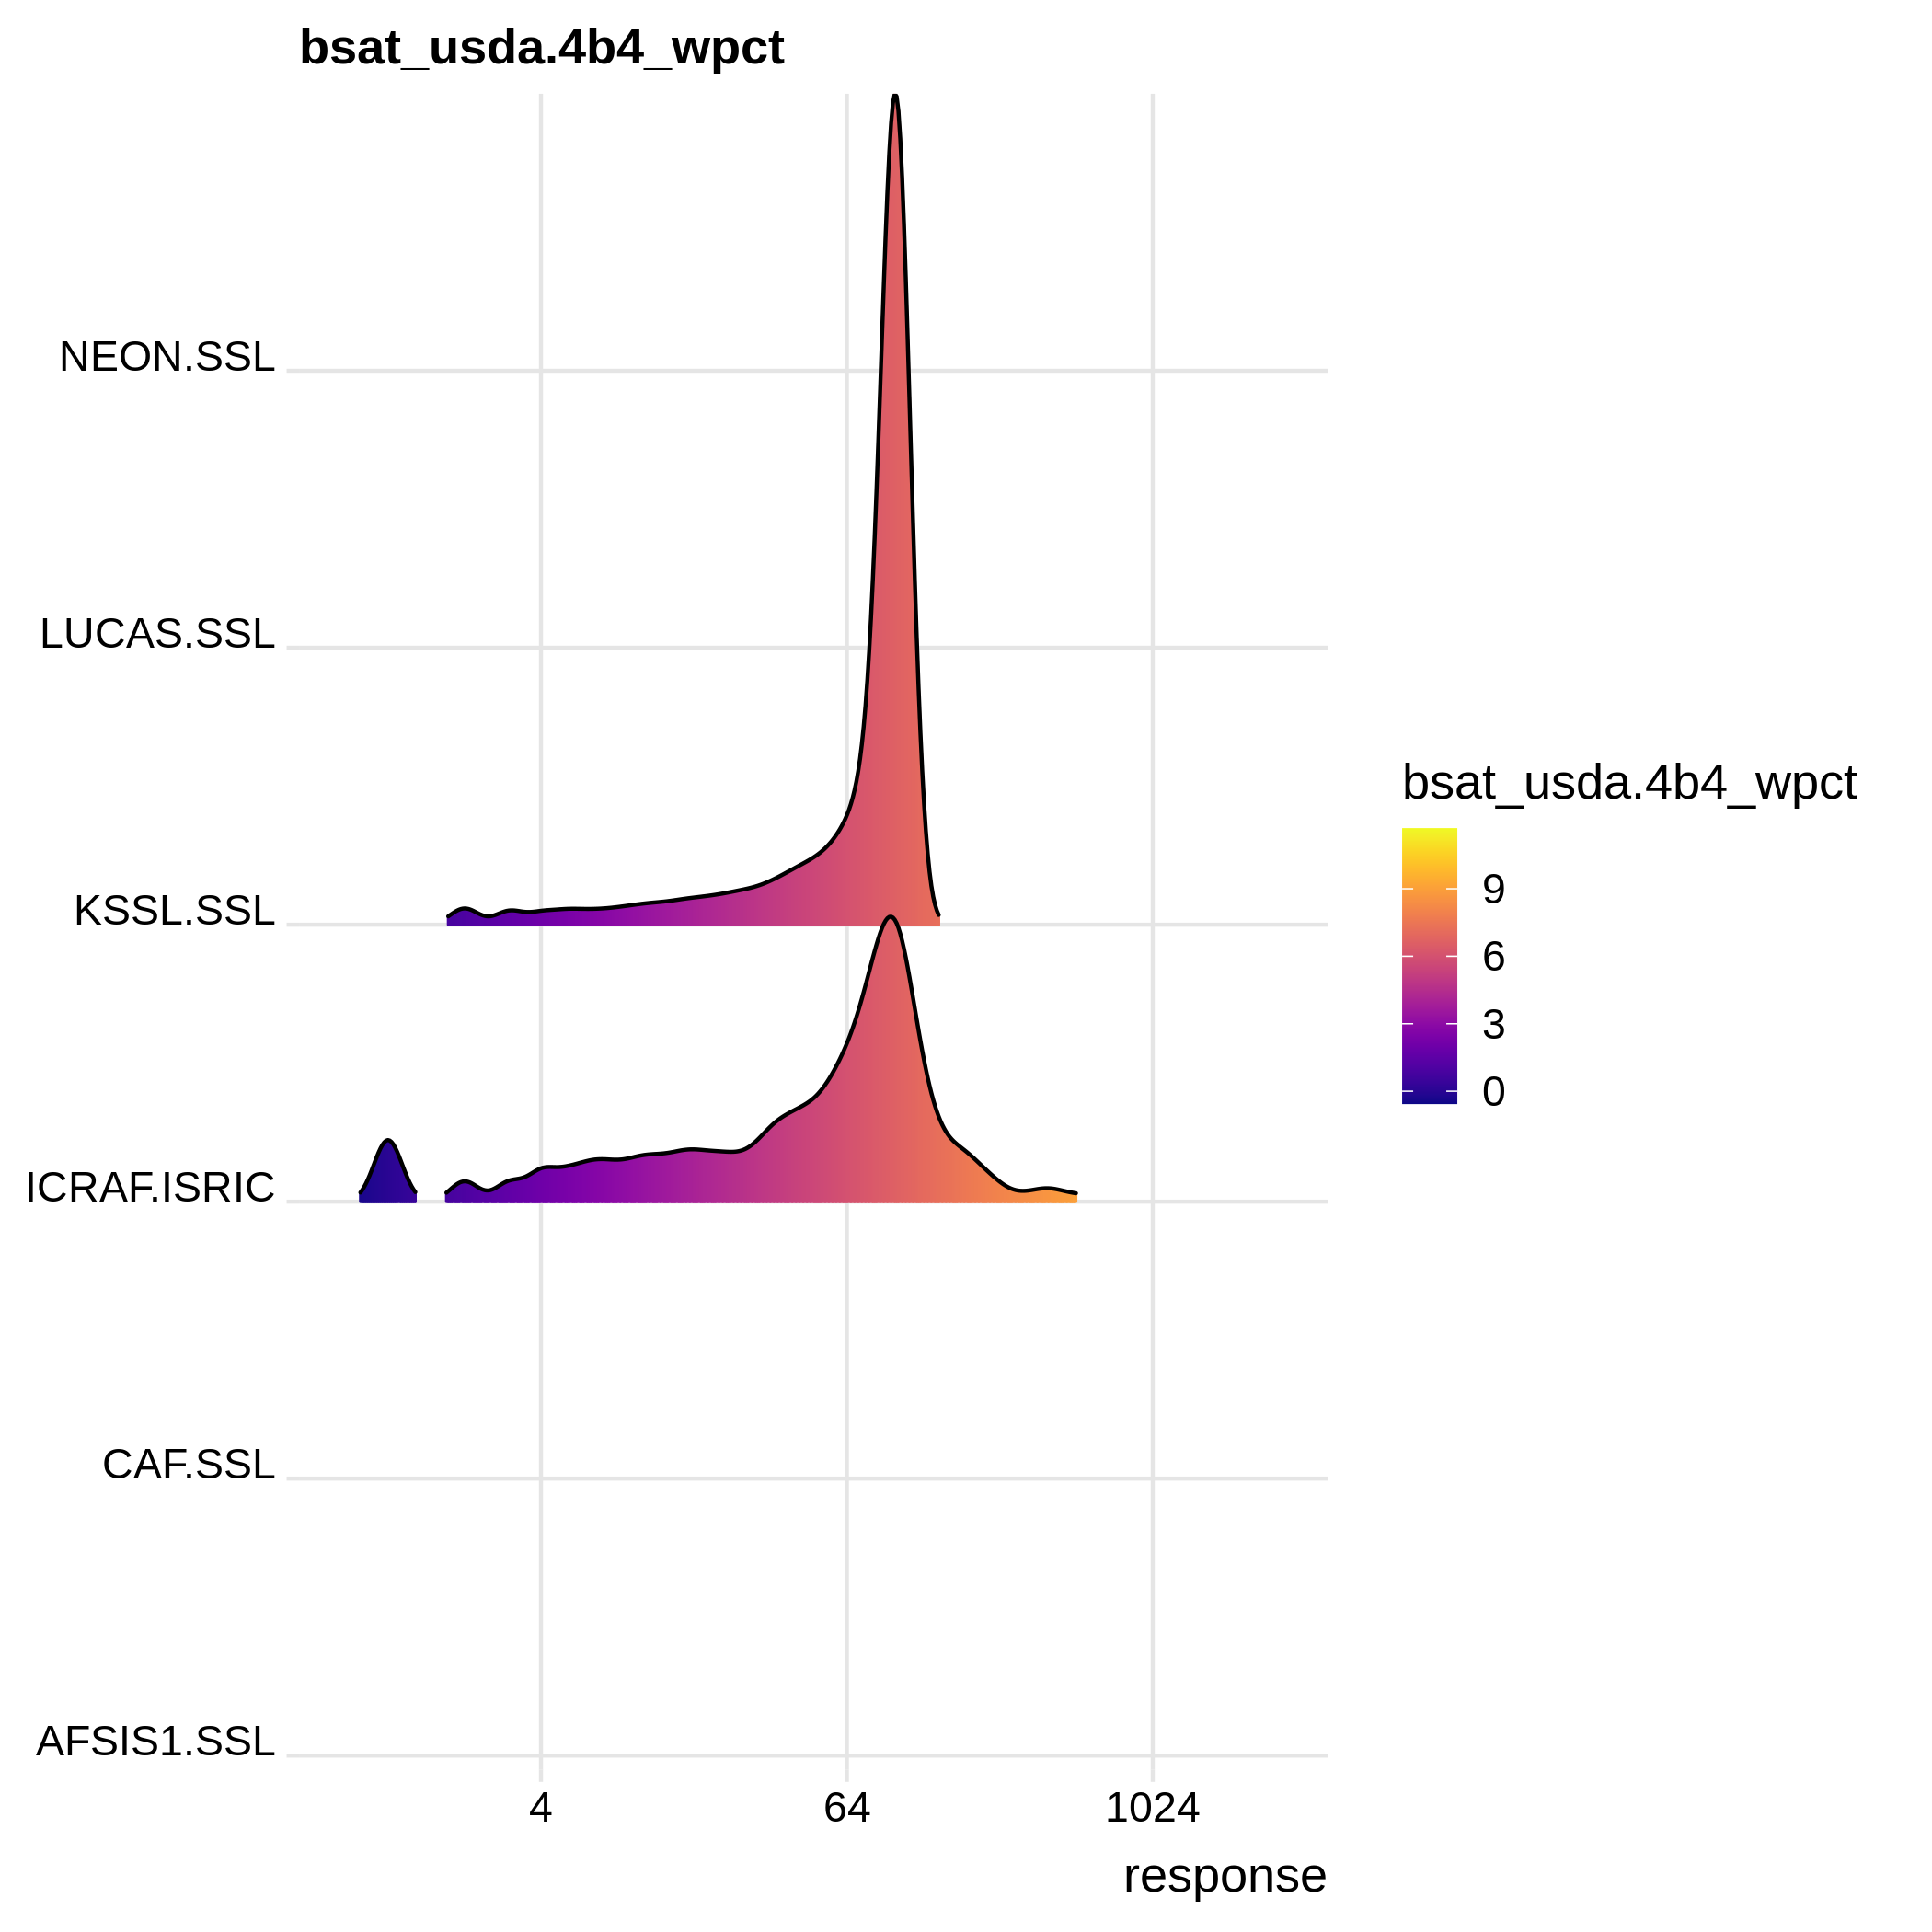 bsat_usda.4b4_wpct
NEON.SSL
LUCAS.SSL
KSSL.SSL
ICRAF.ISRIC
CAF.SSL
AFSIS1.SSL
4
64
1024
response
bsat_usda.4b4_wpct
9
6
3
0